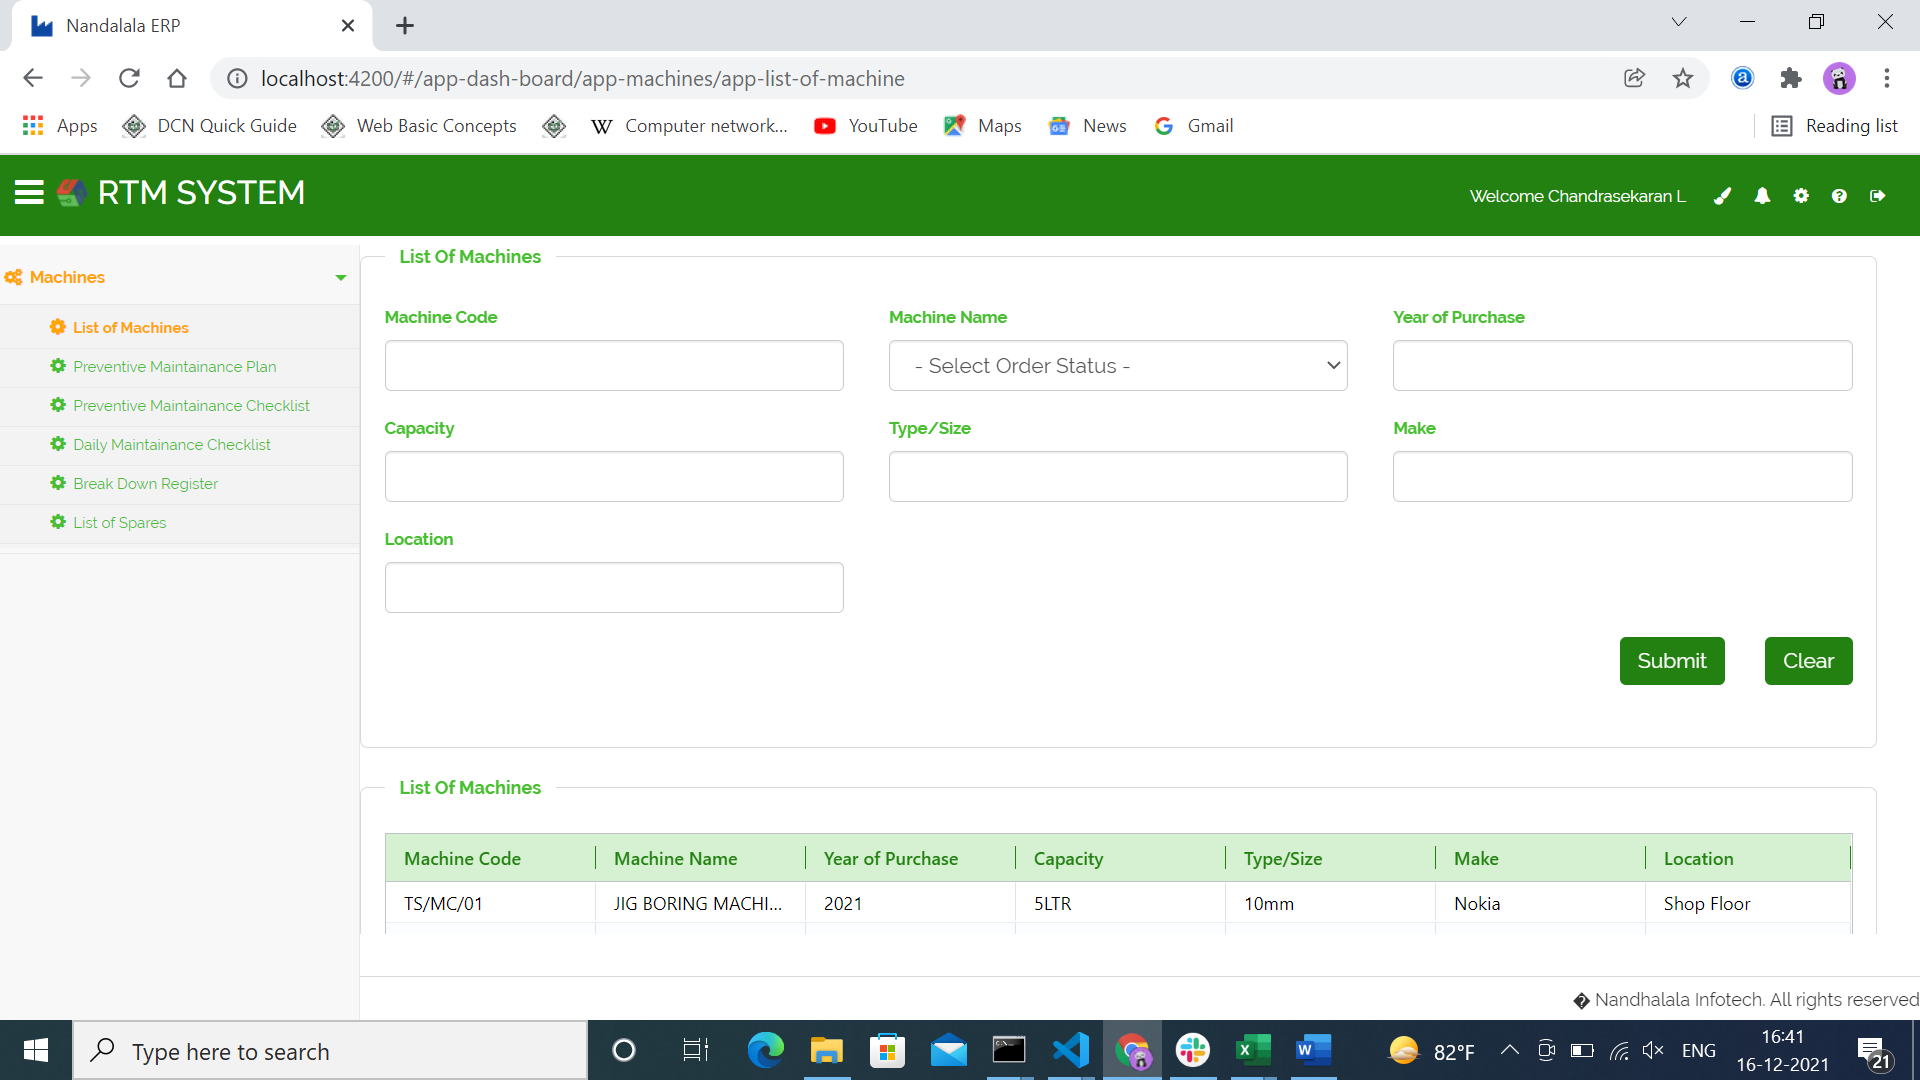 Nandalala ERP
localhost:4200/#/app-dash-board/app-machines/app-list-of-machine
Apps DCN Quick Guide Web Basic Concepts Computer network... YouTube Maps News Gmail Reading list
RTM SYSTEM
Welcome Chandrasekaran L
Machines
List of Machines
Preventive Maintainance Plan
Preventive Maintainance Checklist
Daily Maintainance Checklist
Break Down Register
List of Spares
List Of Machines
Machine Code Machine Name Year of Purchase
- Select Order Status -
Capacity Type/Size Make
Location
Submit Clear
List Of Machines
Machine Code Machine Name Year of Purchase Capacity Type/Size Make Location
TS/MC/01 JIG BORING MACHI... 2021 5LTR 10mm Nokia Shop Floor
� Nandhalala Infotech. All rights reserved
Type here to search
82°F
ENG
16:41
16-12-2021
21